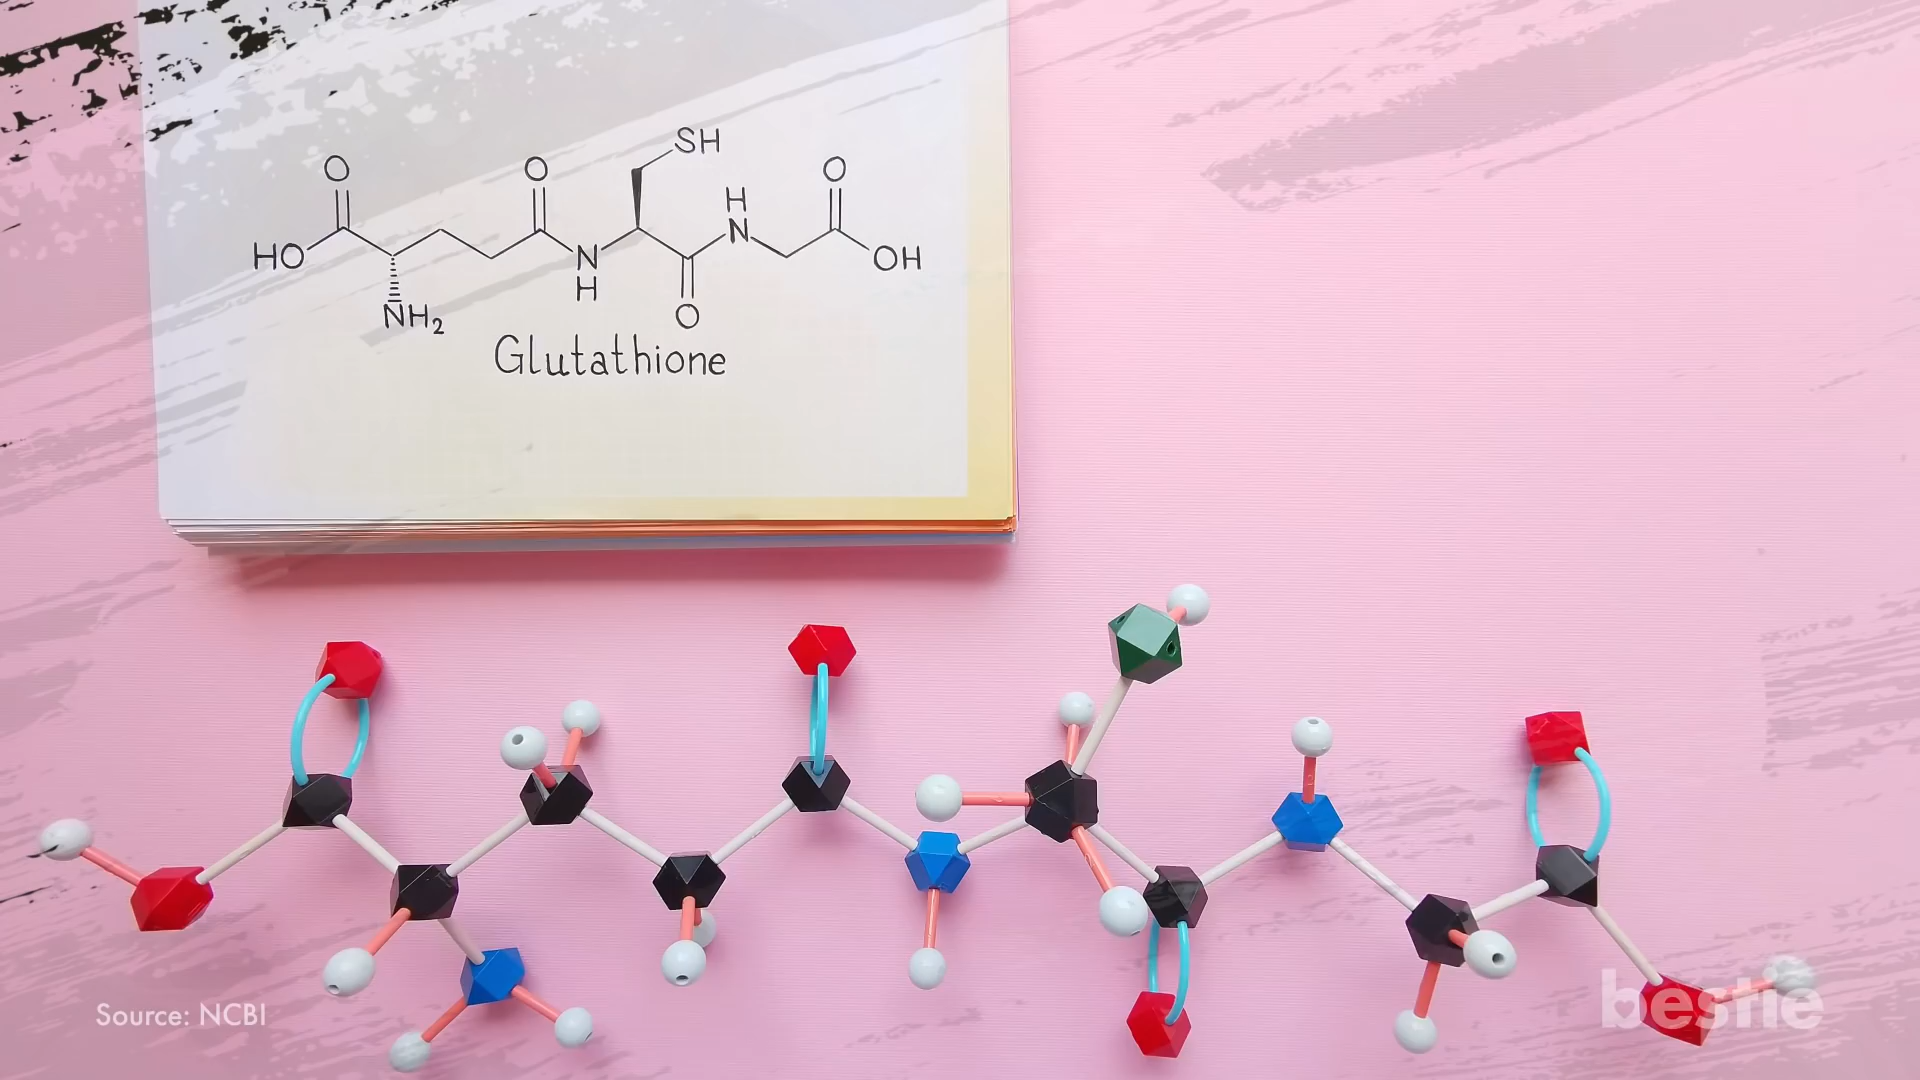 SH
O
O
H
O
HO
N
N
OH
H
NH2
O
Glutathione
Source: NCBI
bestie